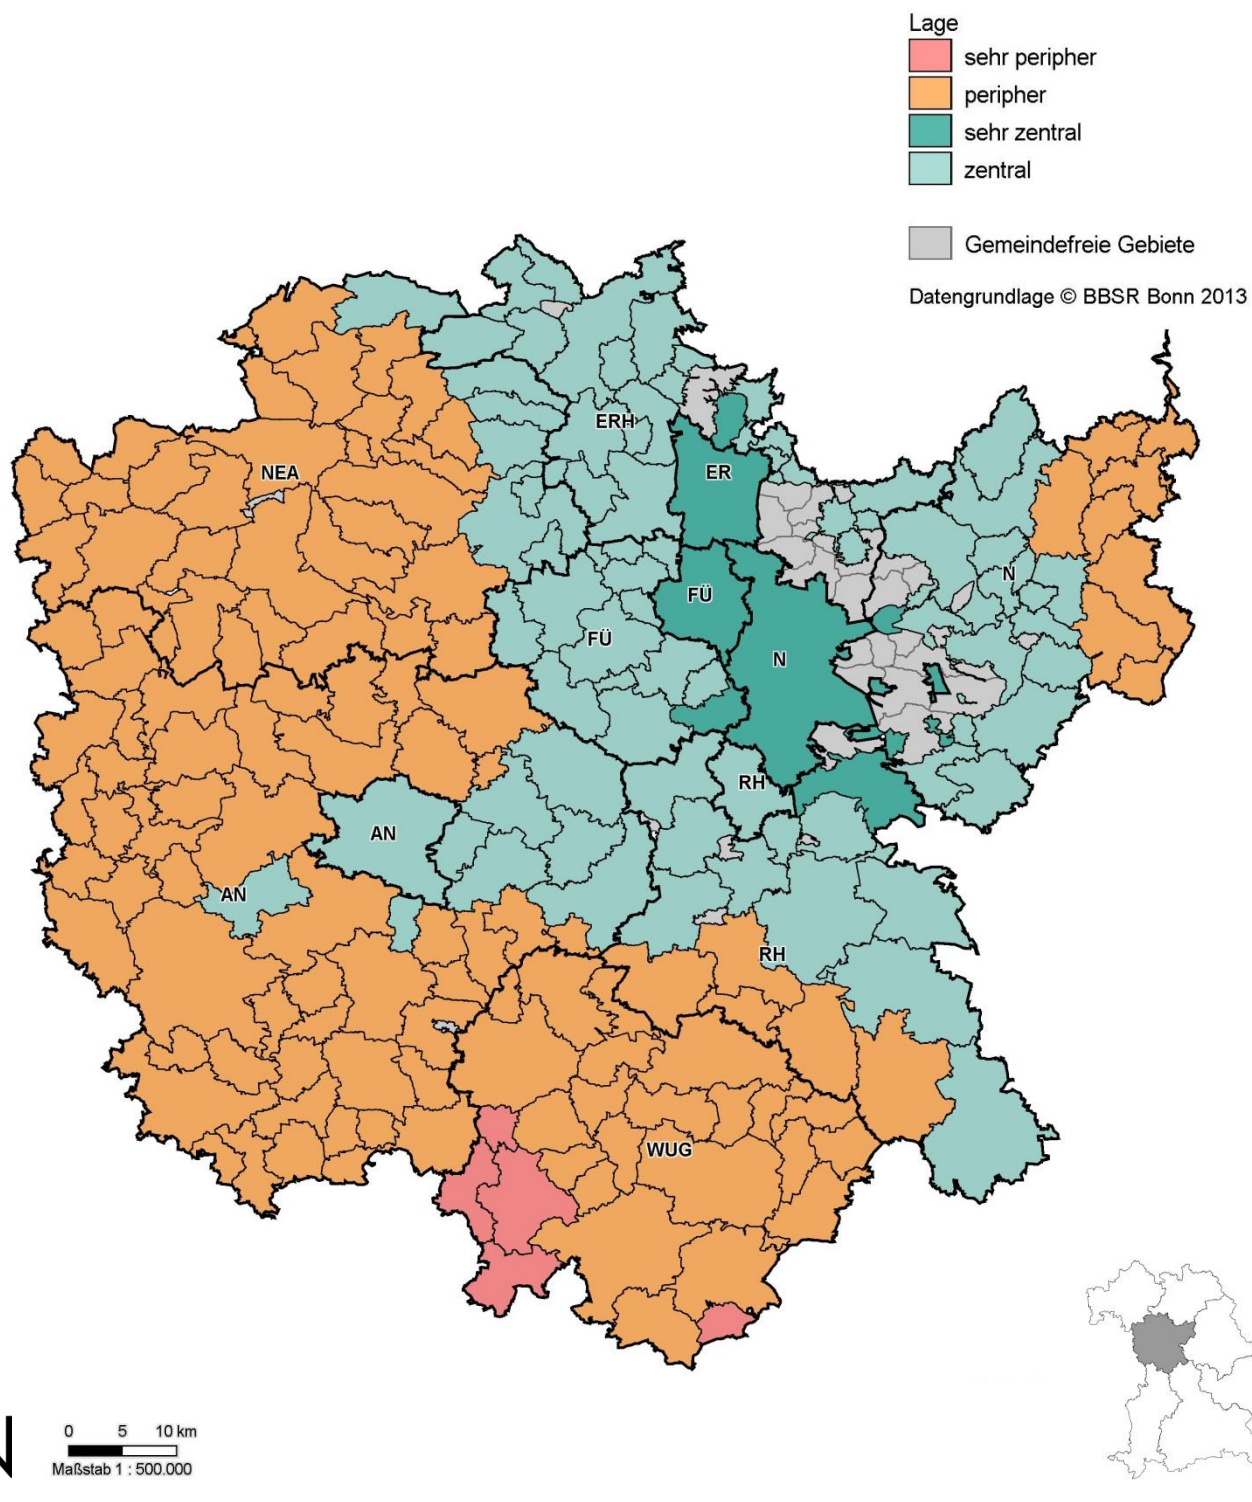 Lage
sehr peripher
peripher
sehr zentral
zentral
Gemeindefreie Gebiete
Datengrundlage © BBSR Bonn 2013
ERH
NEA
ER
N
FÜ
FÜ
N
RH
AN
AN
RH
WUG
0 5 10 km
Maßstab 1 : 500.000